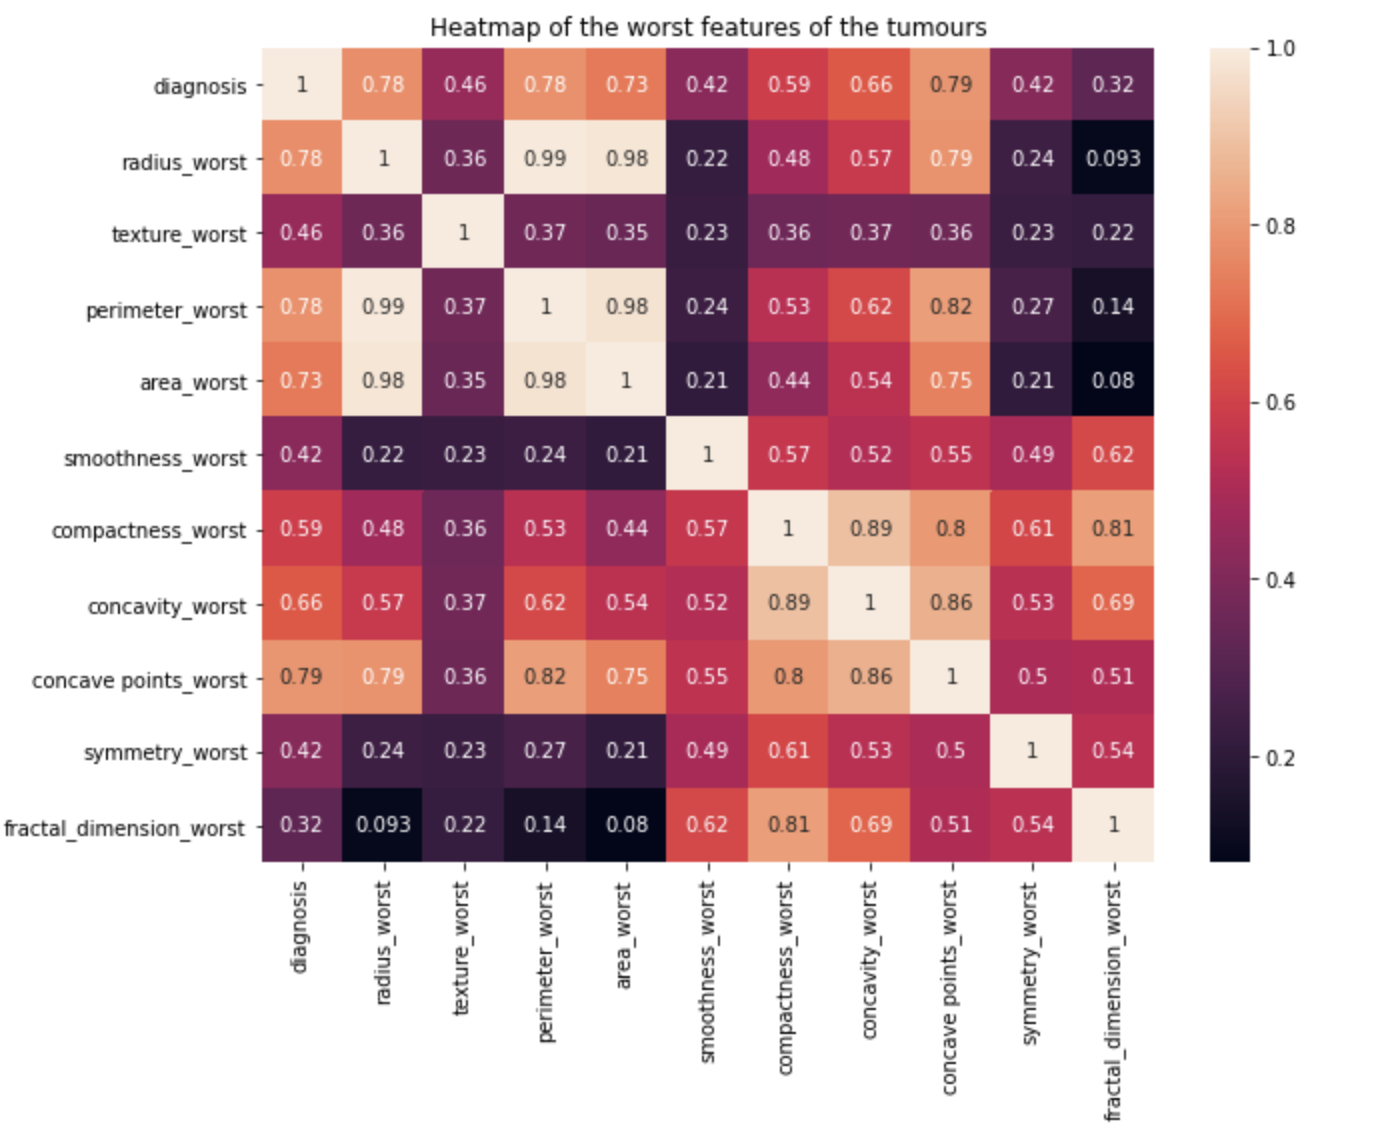 Heatmap of the worst features of the tumours
diagnosis 1 0.78 0.46 0.78 0.73 0.42 0.59 0.66 0.79 0.42 0.32
radius_worst 0.78 1 0.36 0.99 0.98 0.22 0.48 0.57 0.79 0.24 0.093
texture_worst 0.46 0.36 1 0.37 0.35 0.23 0.36 0.37 0.36 0.23 0.22
perimeter_worst 0.78 0.99 0.37 1 0.98 0.24 0.53 0.62 0.82 0.27 0.14
area_worst 0.73 0.98 0.35 0.98 1 0.21 0.44 0.54 0.75 0.21 0.08
smoothness_worst 0.42 0.22 0.23 0.24 0.21 1 0.57 0.52 0.55 0.49 0.62
compactness_worst 0.59 0.48 0.36 0.53 0.44 0.57 1 0.89 0.8 0.61 0.81
concavity_worst 0.66 0.57 0.37 0.62 0.54 0.52 0.89 1 0.86 0.53 0.69
concave points_worst 0.79 0.79 0.36 0.82 0.75 0.55 0.8 0.86 1 0.5 0.51
symmetry_worst 0.42 0.24 0.23 0.27 0.21 0.49 0.61 0.53 0.5 1 0.54
fractal_dimension_worst 0.32 0.093 0.22 0.14 0.08 0.62 0.81 0.69 0.51 0.54 1
diagnosis
radius_worst
texture_worst
perimeter_worst
area_worst
smoothness_worst
compactness_worst
concavity_worst
concave points_worst
symmetry_worst
fractal_dimension_worst
1.0
0.8
0.6
0.4
0.2